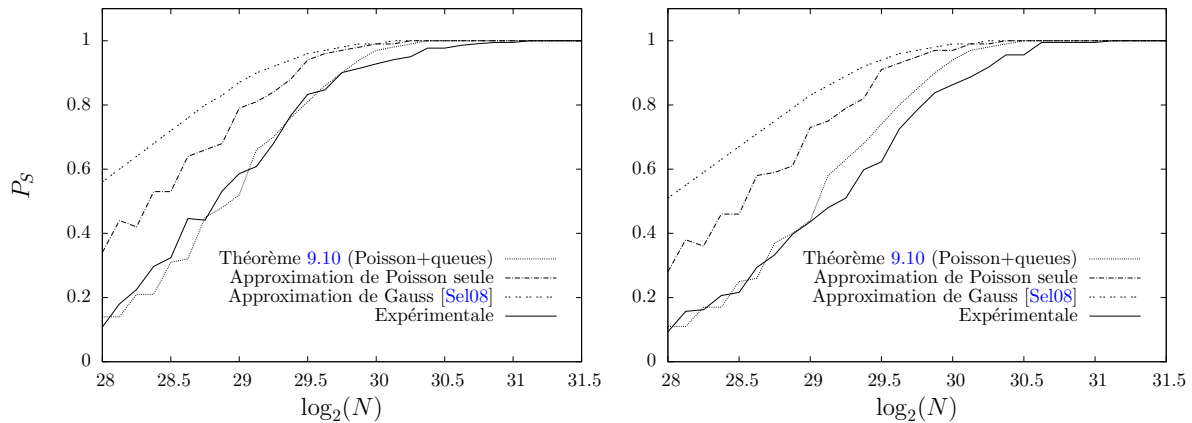 1
0.8
0.6
0.4
0.2
0
P_S
Théorème 9.10 (Poisson+queues)
Approximation de Poisson seule
Approximation de Gauss [Sel08]
Expérimentale
28 28.5 29 29.5 30 30.5 31 31.5
log₂(N)
1
0.8
0.6
0.4
0.2
0
Théorème 9.10 (Poisson+queues)
Approximation de Poisson seule
Approximation de Gauss [Sel08]
Expérimentale
28 28.5 29 29.5 30 30.5 31 31.5
log₂(N)